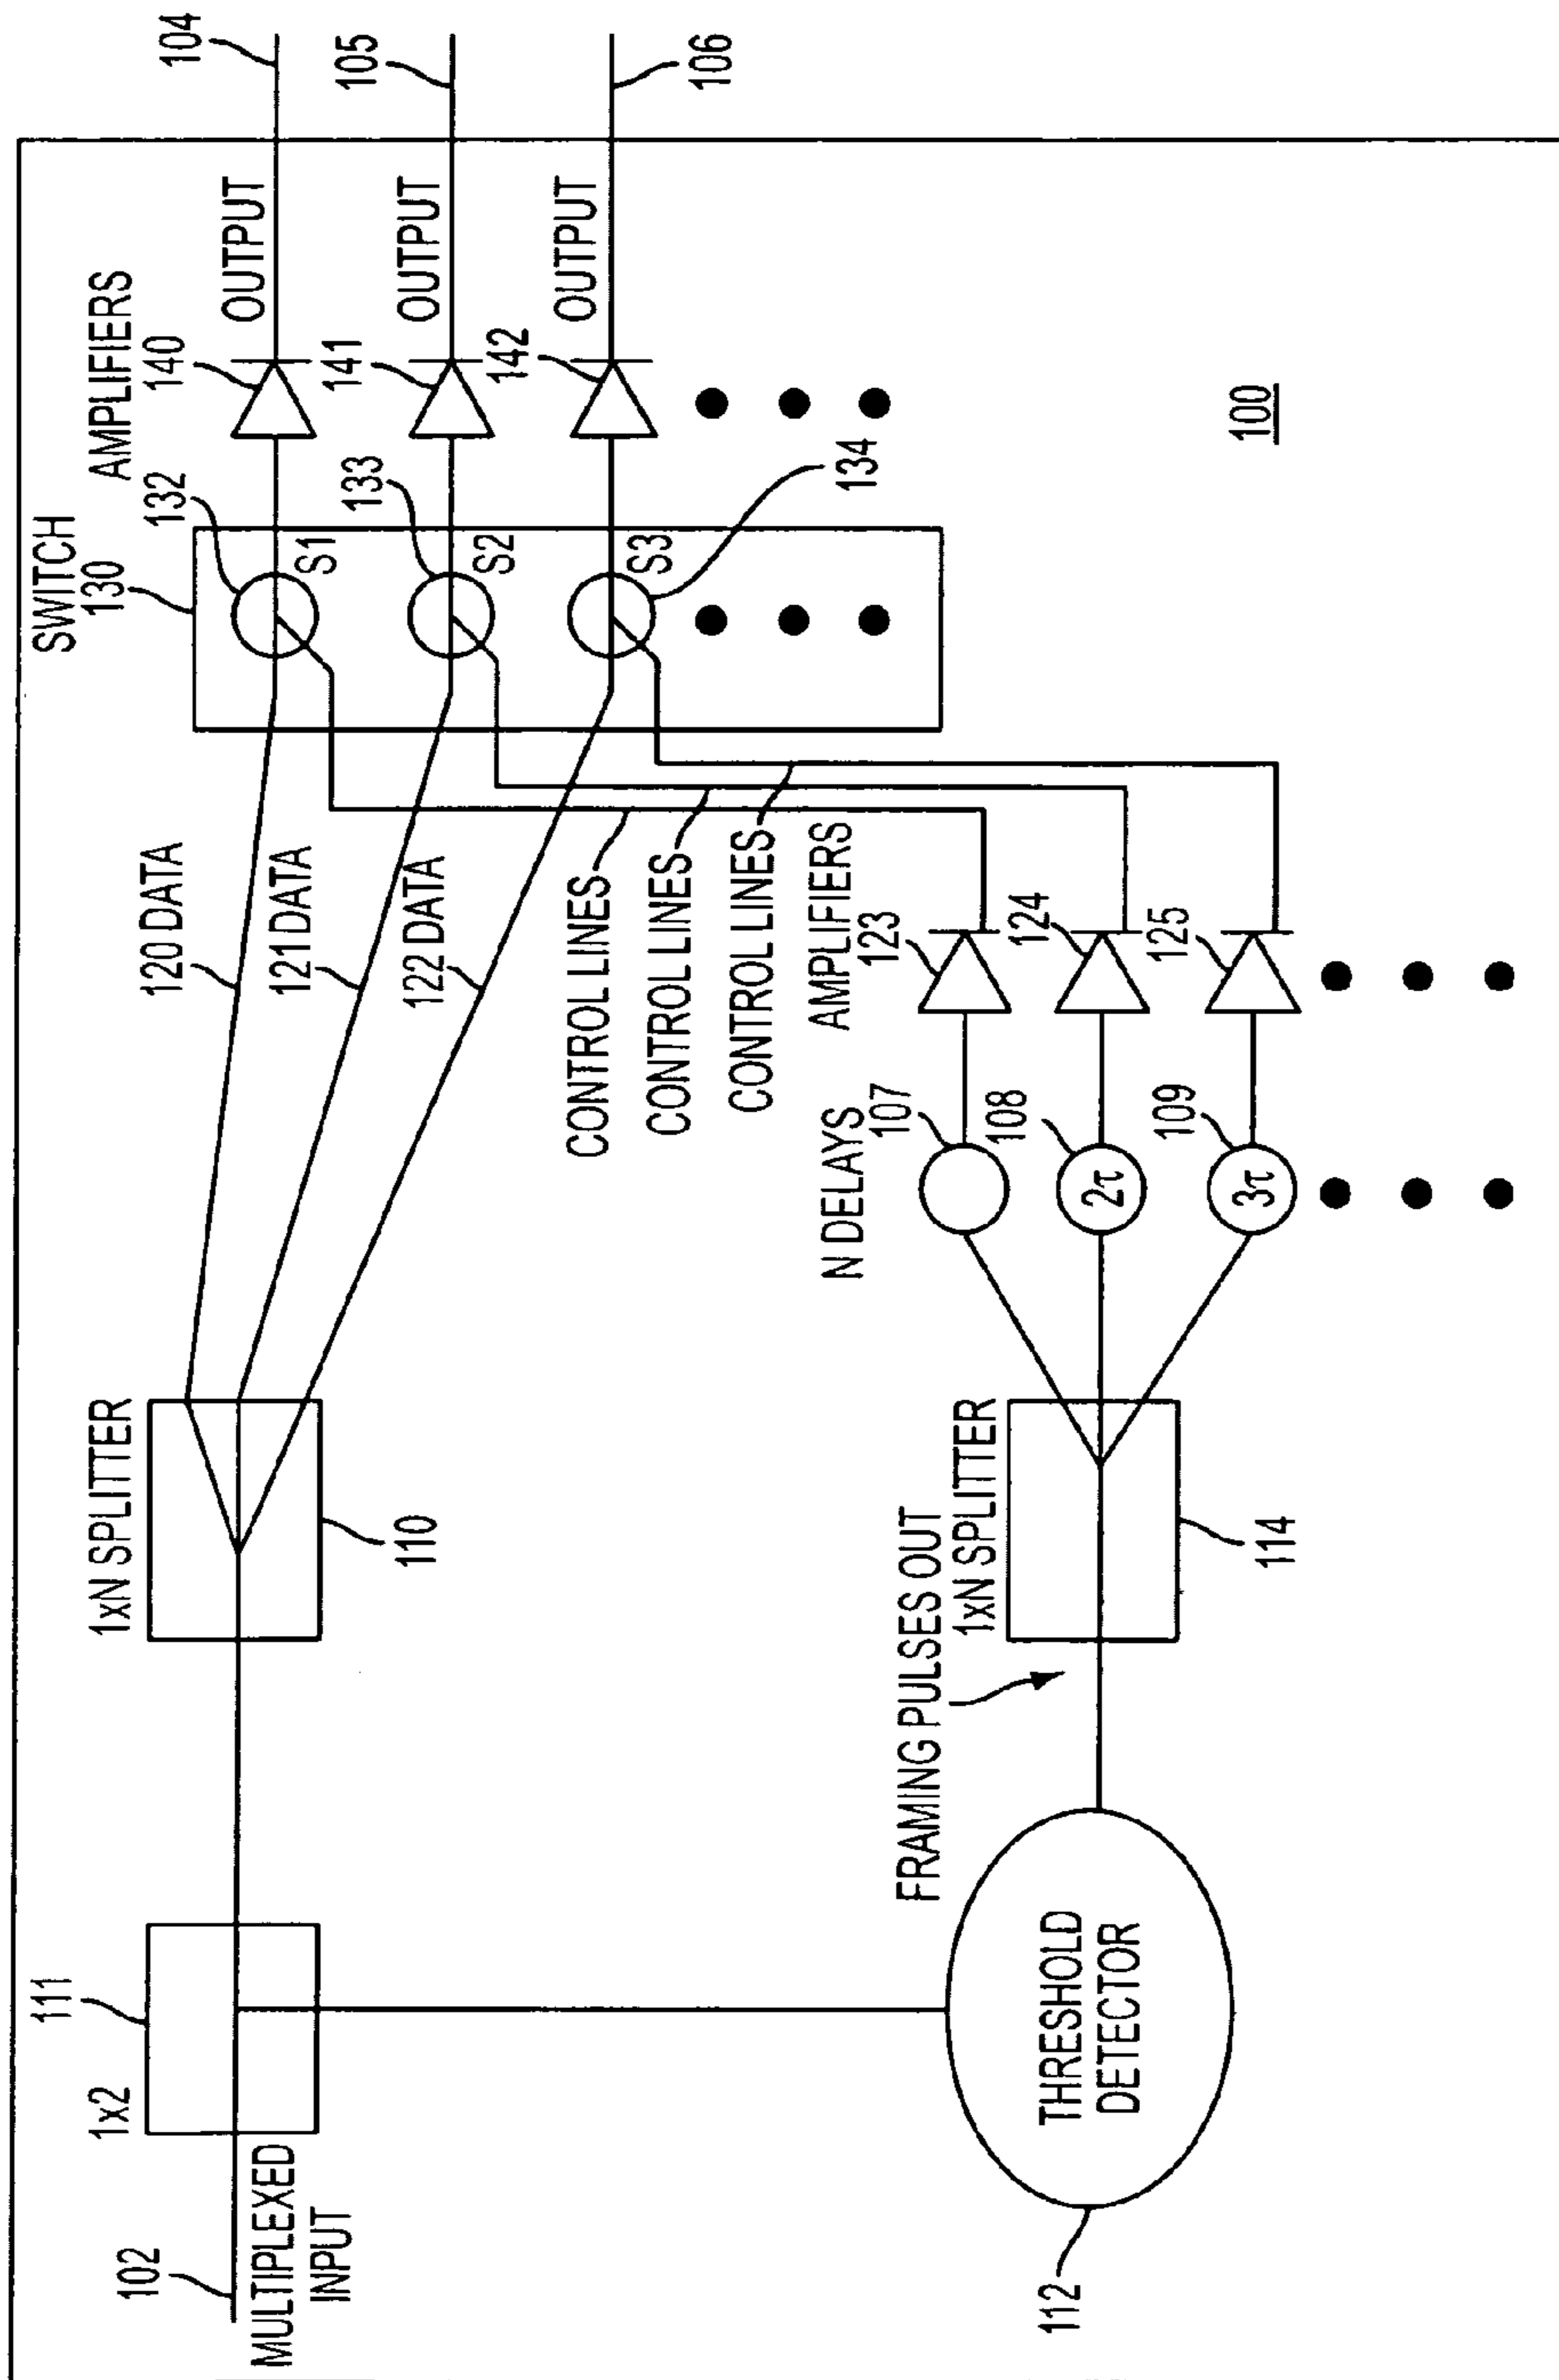 102
MULTIPLEXED
INPUT
1x2
111
1xN SPLITTER
110
120 DATA
121 DATA
122 DATA
SWITCH
130
132
S1
133
S2
S3
134
AMPLIFIERS
140
141
142
OUTPUT
OUTPUT
OUTPUT
104
105
106
CONTROL LINES
CONTROL LINES
CONTROL LINES
112
THRESHOLD
DETECTOR
FRAMING PULSES OUT
1xN SPLITTER
114
N DELAYS
107
108
2τ
109
3τ
AMPLIFIERS
123
124
125
100